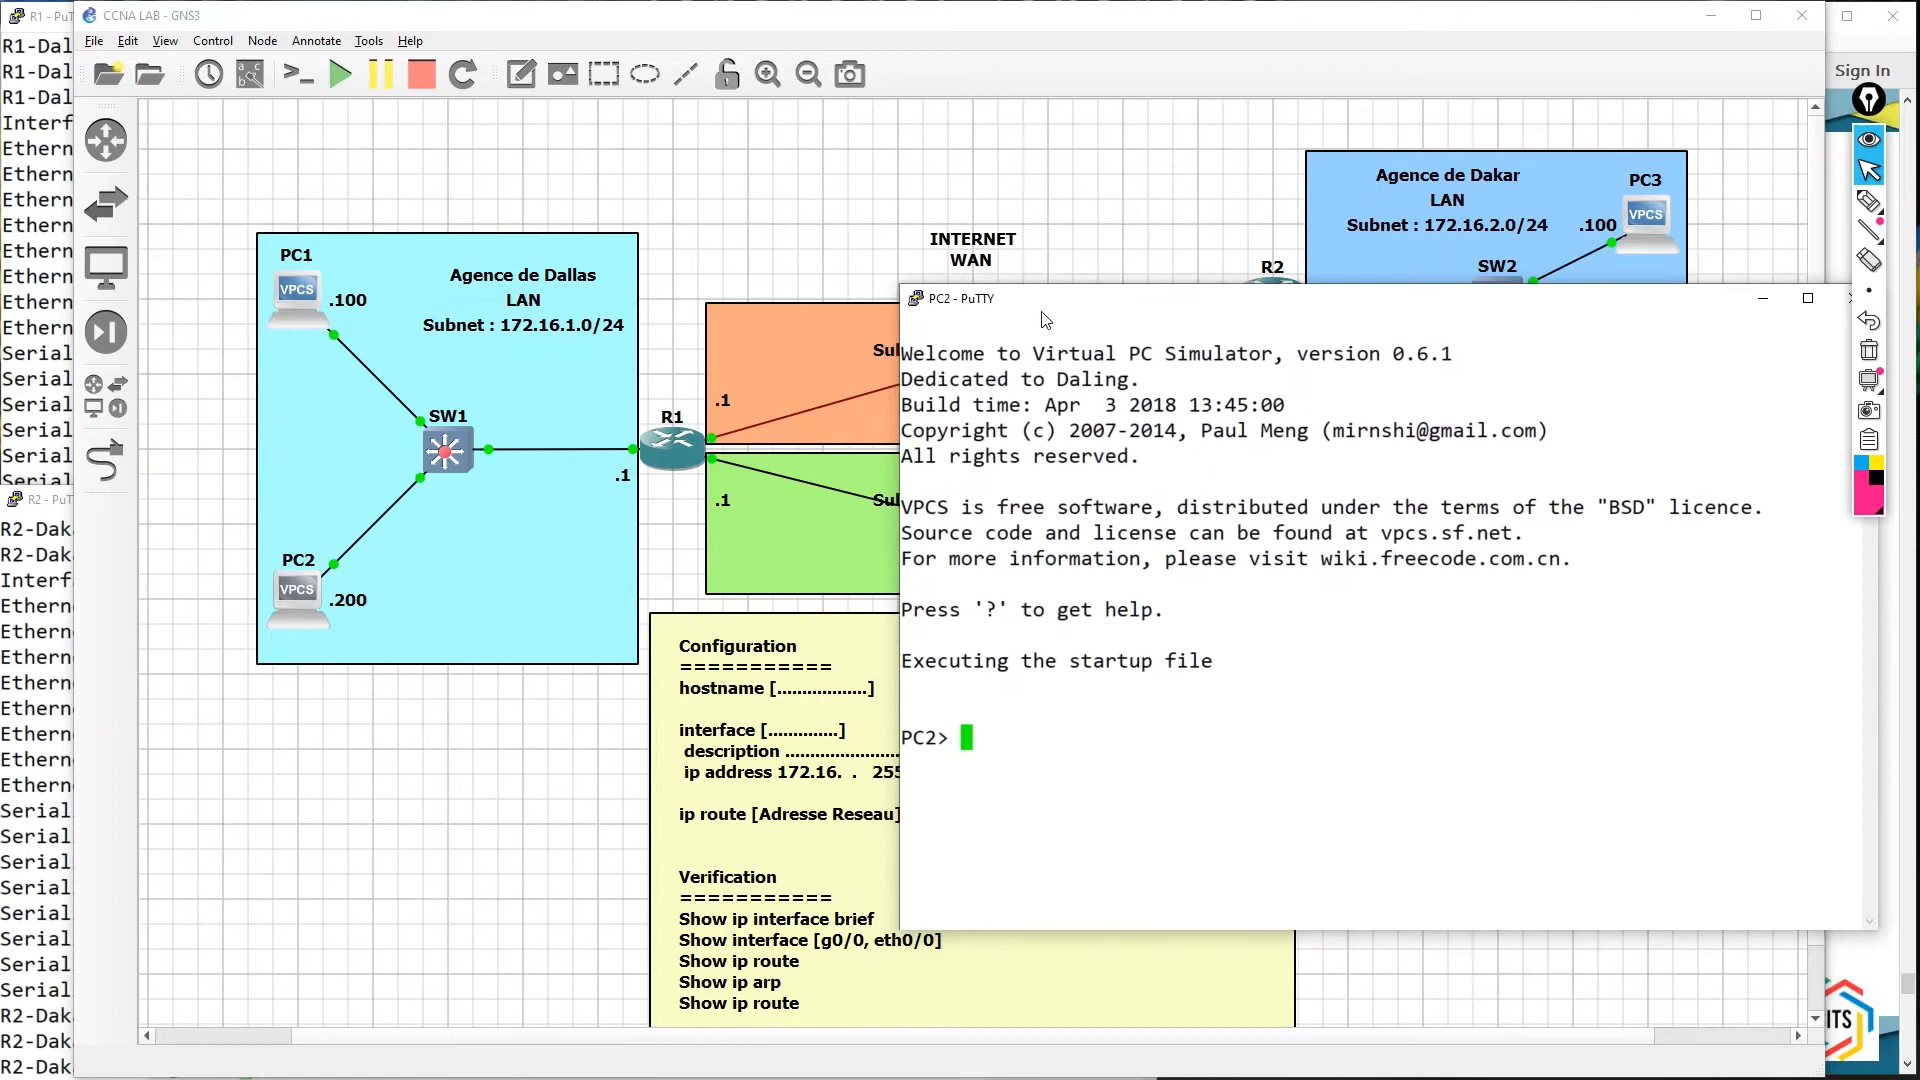 R1 - PuT
CCNA LAB - GNS3
File Edit View Control Node Annotate Tools Help
Sign In
R1-Dal
R1-Dal
R1-Dal
Interf
Ethern
Ethern
Ethern
Ethern
Ethern
Ethern
Ethern
Ethern
Serial
Serial
Serial
Serial
Serial
R2 - PuT
R2-Dak
R2-Dak
Interf
Ethern
Ethern
Ethern
Ethern
Ethern
Ethern
Ethern
Ethern
Serial
Serial
Serial
Serial
Serial
Serial
Serial
Serial
R2-Dak
R2-Dak
R2-Dak
PC1
VPCS
.100
Agence de Dallas
LAN
Subnet : 172.16.1.0/24
SW1
PC2
VPCS
.200
.1
R1
INTERNET
WAN
.1
Sul
.1
Sul
R2
Agence de Dakar
LAN
Subnet : 172.16.2.0/24
PC3
VPCS
.100
SW2
Configuration
===========
hostname [.................]
interface [.............]
description .....................
ip address 172.16. . 255
ip route [Adresse Reseau]
Verification
===========
Show ip interface brief
Show interface [g0/0, eth0/0]
Show ip route
Show ip arp
Show ip route
PC2 - PuTTY
Welcome to Virtual PC Simulator, version 0.6.1
Dedicated to Daling.
Build time: Apr  3 2018 13:45:00
Copyright (c) 2007-2014, Paul Meng (mirnshi@gmail.com)
All rights reserved.
VPCS is free software, distributed under the terms of the "BSD" licence.
Source code and license can be found at vpcs.sf.net.
For more information, please visit wiki.freecode.com.cn.
Press '?' to get help.
Executing the startup file
PC2>
ITS